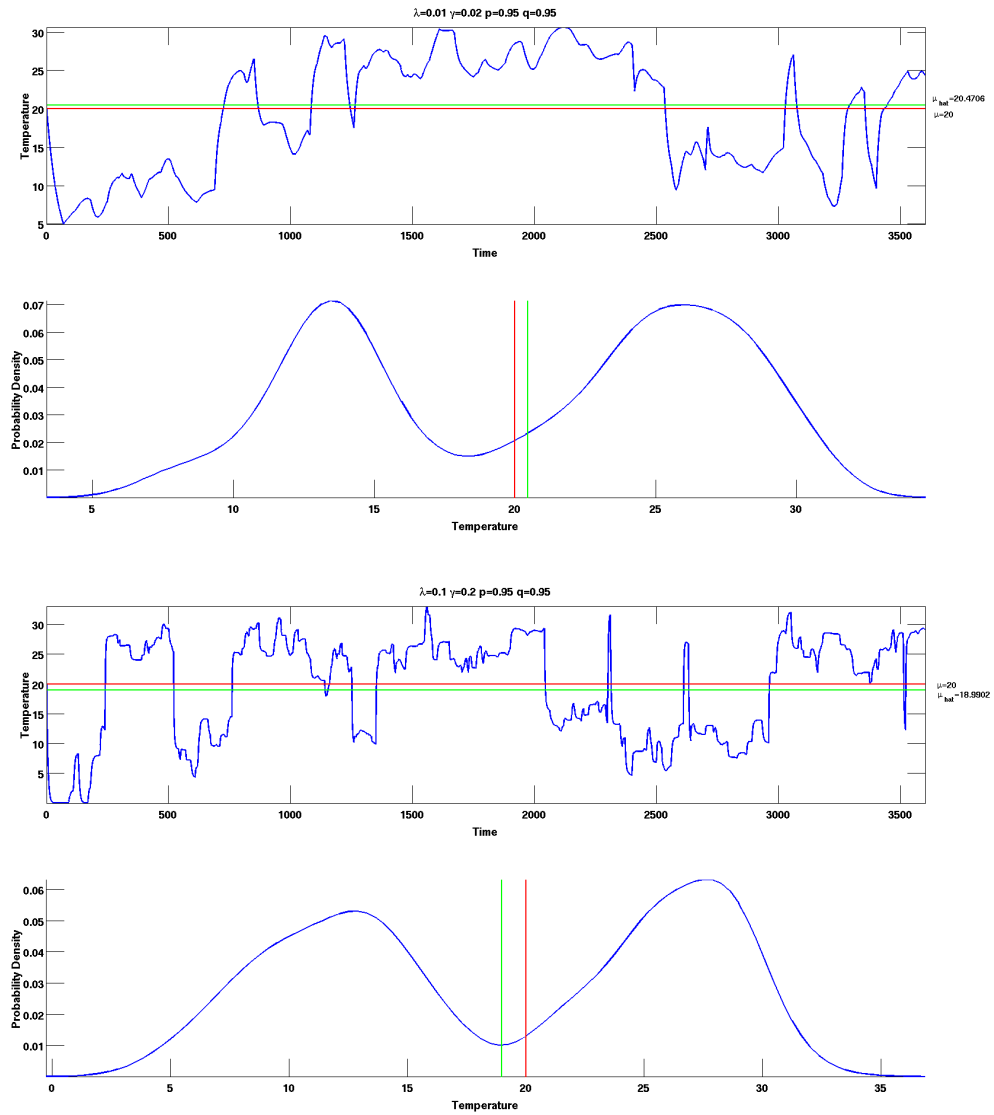 λ=0.01 γ=0.02 p=0.95 q=0.95
Temperature
30
25
20
15
10
5
0 500 1000 1500 2000 2500 3000 3500
Time
μhat=20.4706
μ=20
Probability Density
0.07
0.06
0.05
0.04
0.03
0.02
0.01
5 10 15 20 25 30
Temperature
λ=0.1 γ=0.2 p=0.95 q=0.95
Temperature
30
25
20
15
10
5
0 500 1000 1500 2000 2500 3000 3500
Time
μ=20
μhat=18.9902
Probability Density
0.06
0.05
0.04
0.03
0.02
0.01
0 5 10 15 20 25 30 35
Temperature